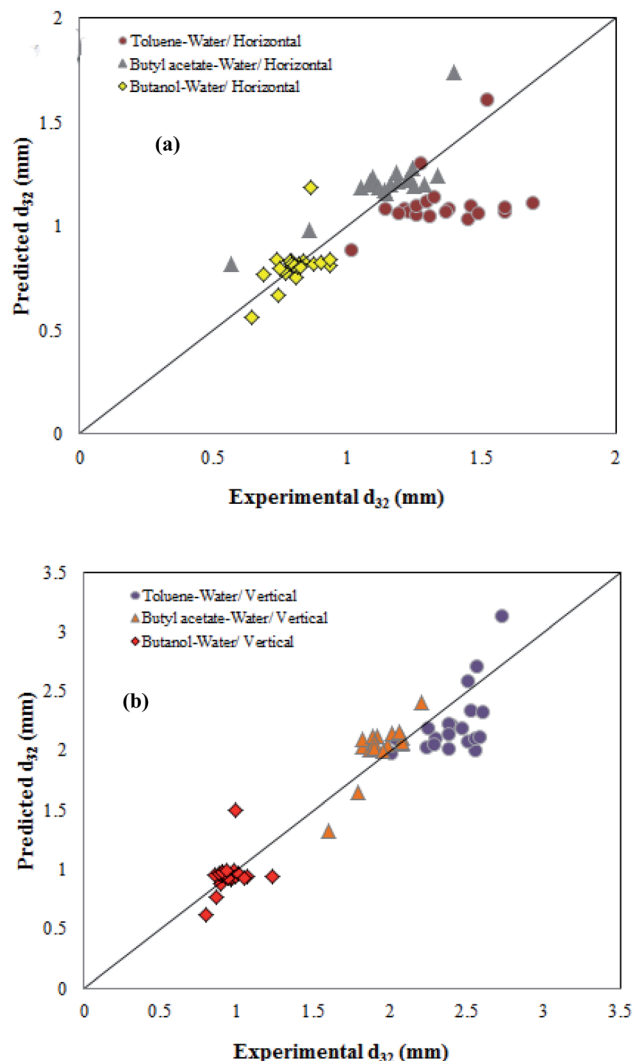 2
Toluene-Water/ Horizontal
Butyl acetate-Water/ Horizontal
Butanol-Water/ Horizontal
(a)
1.5
1
0.5
0
Predicted d32 (mm)
0 0.5 1 1.5 2
Experimental d32 (mm)
3.5
Toluene-Water/ Vertical
Butyl acetate-Water/ Vertical
Butanol-Water/ Vertical
(b)
3
2.5
2
1.5
1
0.5
0
Predicted d32 (mm)
0 0.5 1 1.5 2 2.5 3 3.5
Experimental d32 (mm)